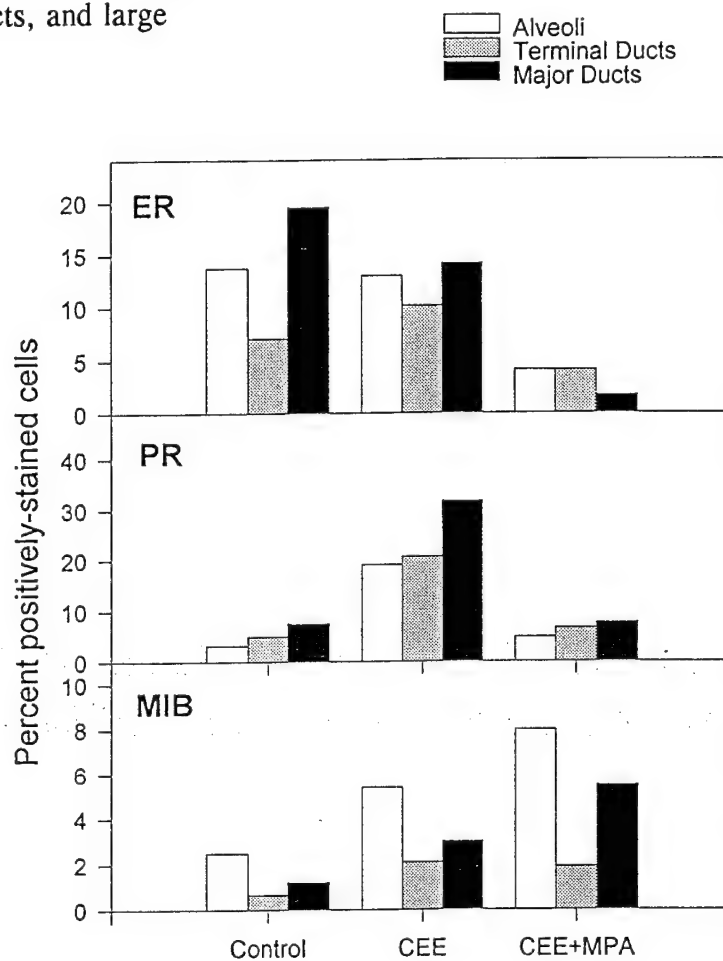 cts, and large
Alveoli
Terminal Ducts
Major Ducts
Percent positively-stained cells
ER
20
15
10
5
0
PR
40
30
20
10
0
MIB
10
8
6
4
2
0
Control CEE CEE+MPA